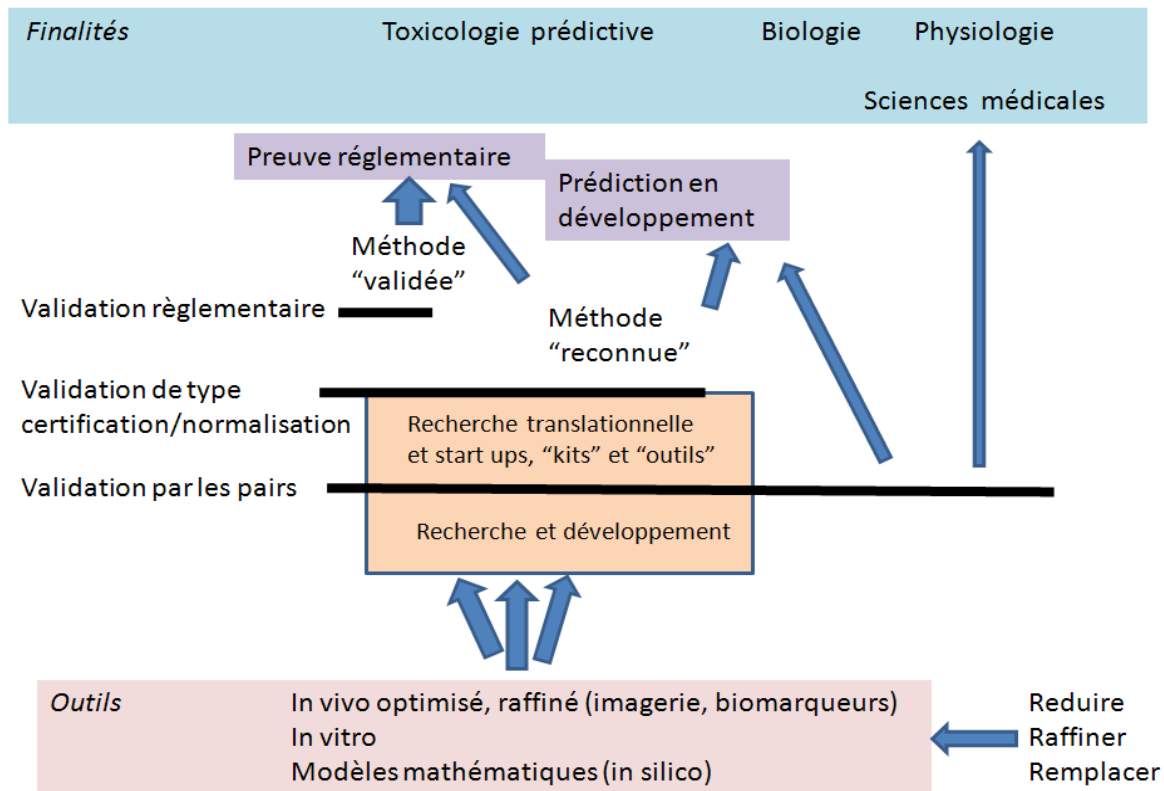 Finalités Toxicologie prédictive Biologie Physiologie
Sciences médicales
Preuve réglementaire
Prédiction en
développement
Méthode
“validée”
Validation règlementaire
Méthode
“reconnue”
Validation de type
certification/normalisation
Recherche translationnelle
et start ups, “kits” et “outils”
Validation par les pairs
Recherche et développement
Outils In vivo optimisé, raffiné (imagerie, biomarqueurs)
In vitro
Modèles mathématiques (in silico)
Reduire
Raffiner
Remplacer